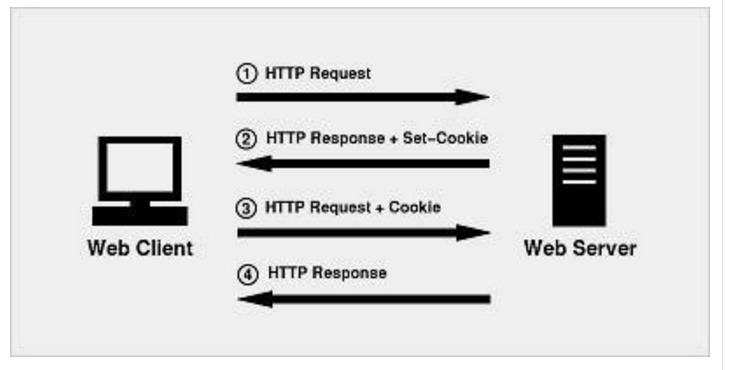 ① HTTP Request
② HTTP Response + Set-Cookie
③ HTTP Request + Cookie
Web Client
Web Server
④ HTTP Response